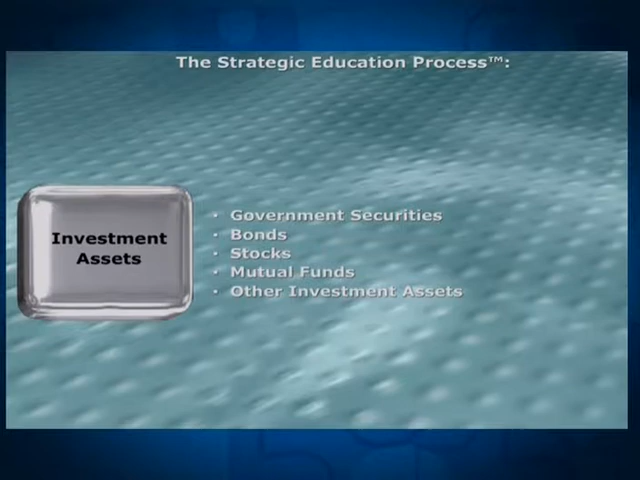 The Strategic Education Process™:
Investment
Assets
· Government Securities
· Bonds
· Stocks
· Mutual Funds
· Other Investment Assets